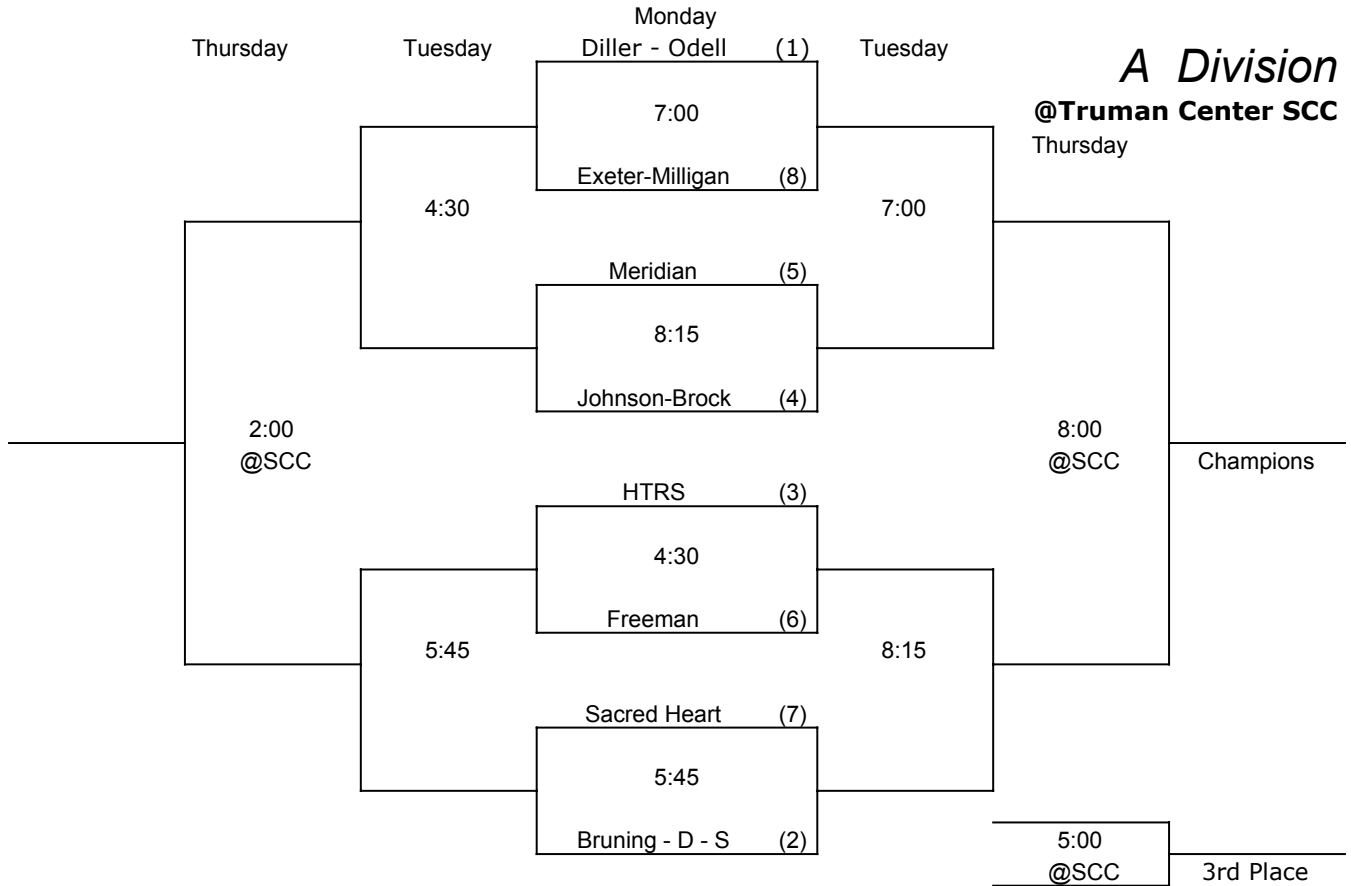 Monday
Thursday Tuesday Diller - Odell (1) Tuesday
A Division
@Truman Center SCC
Thursday
7:00
Exeter-Milligan (8)
4:30 7:00
Meridian (5)
8:15
Johnson-Brock (4)
2:00 8:00
@SCC @SCC Champions
HTRS (3)
4:30
Freeman (6)
5:45 8:15
Sacred Heart (7)
5:45
Bruning - D - S (2) 5:00
@SCC 3rd Place